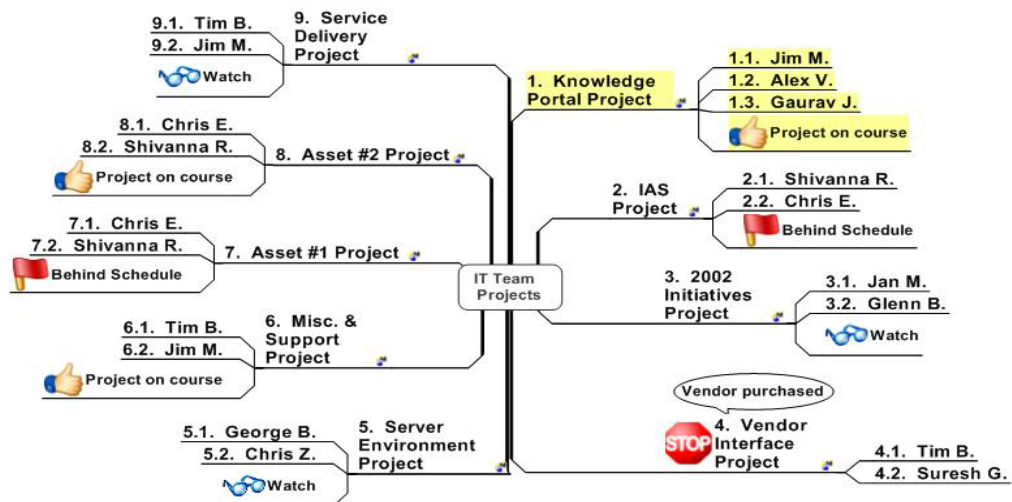 IT Team
Projects
1. Knowledge
Portal Project
1.1. Jim M.
1.2. Alex V.
1.3. Gaurav J.
Project on course
2. IAS
Project
2.1. Shivanna R.
2.2. Chris E.
Behind Schedule
3. 2002
Initiatives
Project
3.1. Jan M.
3.2. Glenn B.
Watch
Vendor purchased
STOP
4. Vendor
Interface
Project
4.1. Tim B.
4.2. Suresh G.
5. Server
Environment
Project
5.1. George B.
5.2. Chris Z.
Watch
6. Misc. &
Support
Project
6.1. Tim B.
6.2. Jim M.
Project on course
7. Asset #1 Project
7.1. Chris E.
7.2. Shivanna R.
Behind Schedule
8. Asset #2 Project
8.1. Chris E.
8.2. Shivanna R.
Project on course
9. Service
Delivery
Project
9.1. Tim B.
9.2. Jim M.
Watch